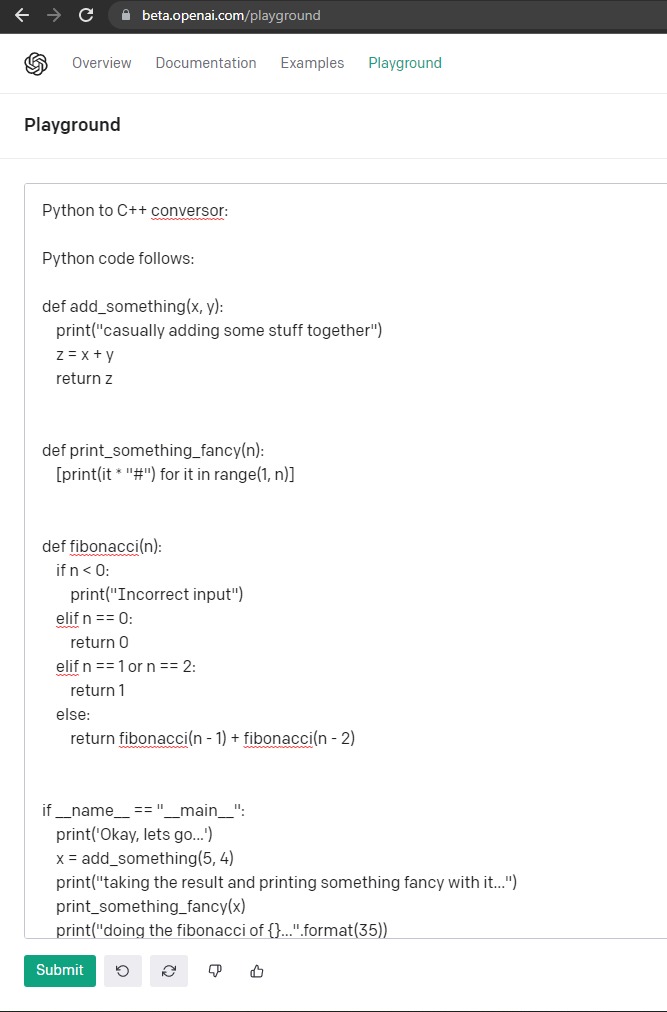 beta.openai.com/playground
Overview Documentation Examples Playground
Playground
Python to C++ conversor:
Python code follows:
def add_something(x, y):
print("casually adding some stuff together")
z = x + y
return z
def print_something_fancy(n):
[print(it * "#") for it in range(1, n)]
def fibonacci(n):
if n < 0:
print("Incorrect input")
elif n == 0:
return 0
elif n == 1 or n == 2:
return 1
else:
return fibonacci(n - 1) + fibonacci(n - 2)
if __name__ == "__main__":
print('Okay, lets go...')
x = add_something(5, 4)
print("taking the result and printing something fancy with it...")
print_something_fancy(x)
print("doing the fibonacci of {}...".format(35))
Submit